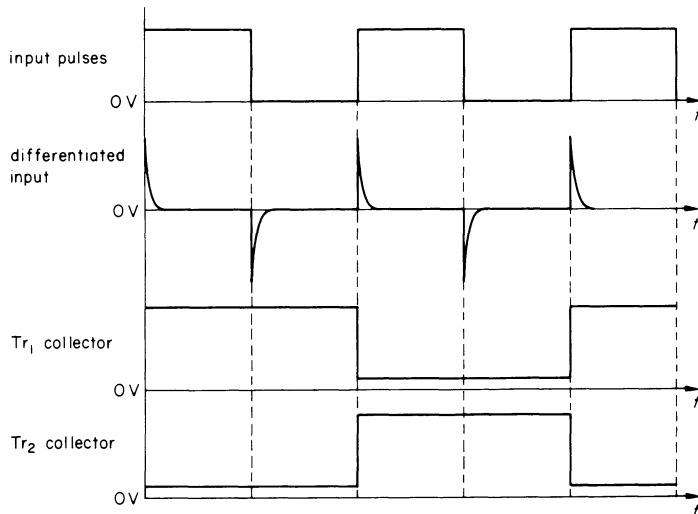 input pulses
0 V
t
differentiated
input
0 V
t
Tr₁ collector
0 V
t
Tr₂ collector
0 V
t